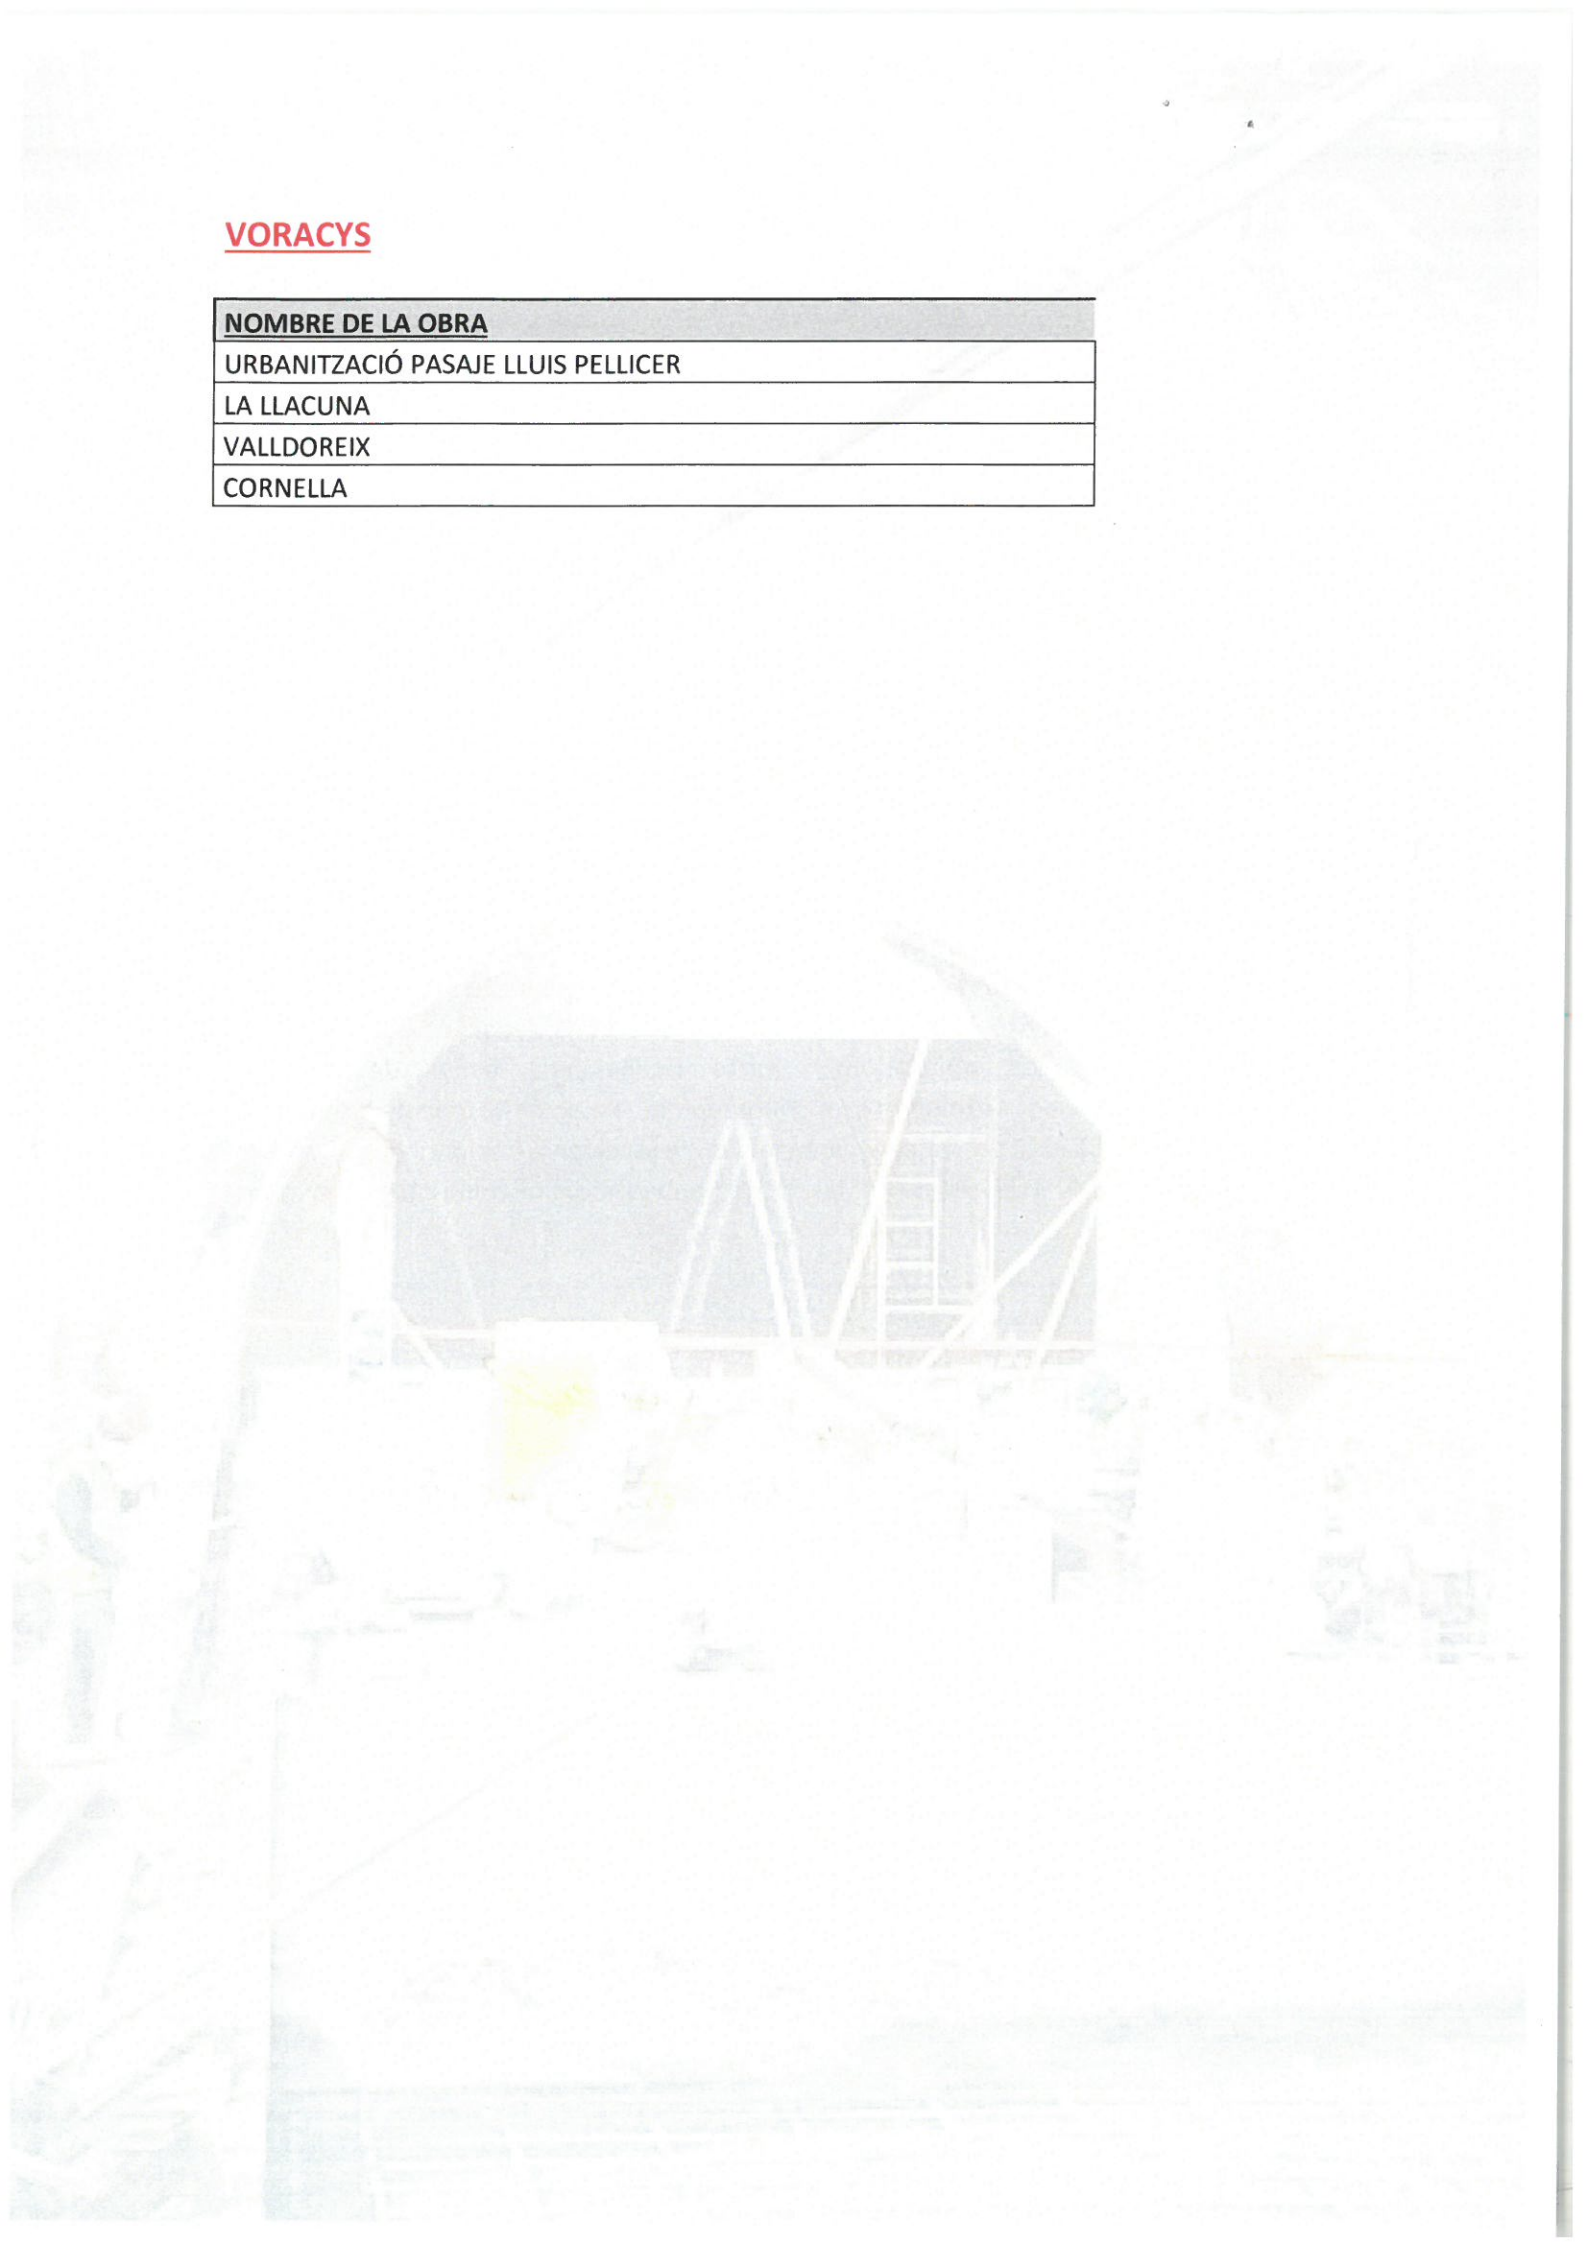 VORACYS
NOMBRE DE LA OBRA
URBANITZACIÓ PASAJE LLUIS PELLICER
LA LLACUNA
VALLDOREIX
CORNELLA